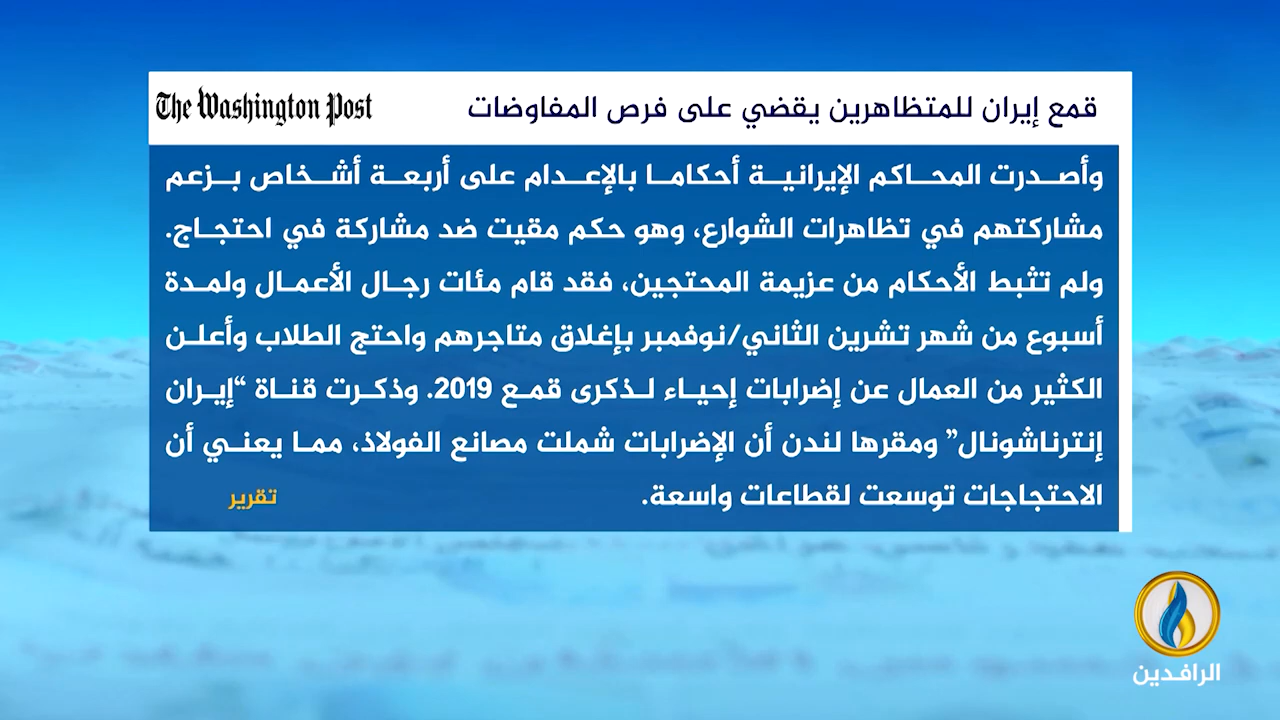 The Washington Post
قمع إيران للمتظاهرين يقضي على فرص المفاوضات
وأصدرت المحاكم الإيرانية أحكاما بالإعدام على أربعة أشخاص بزعم
مشاركتهم في تظاهرات الشوارع، وهو حكم مقيت ضد مشاركة في احتجاج.
ولم تثبط الأحكام من عزيمة المحتجين، فقد قام مئات رجال الأعمال ولمدة
أسبوع من شهر تشرين الثاني/نوفمبر بإغلاق متاجرهم واحتج الطلاب وأعلن
الكثير من العمال عن إضرابات إحياء لذكرى قمع 2019. وذكرت قناة “إيران
إنترناشونال” ومقرها لندن أن الإضرابات شملت مصانع الفولاذ، مما يعني أن
الاحتجاجات توسعت لقطاعات واسعة.
تقرير
الرافدين